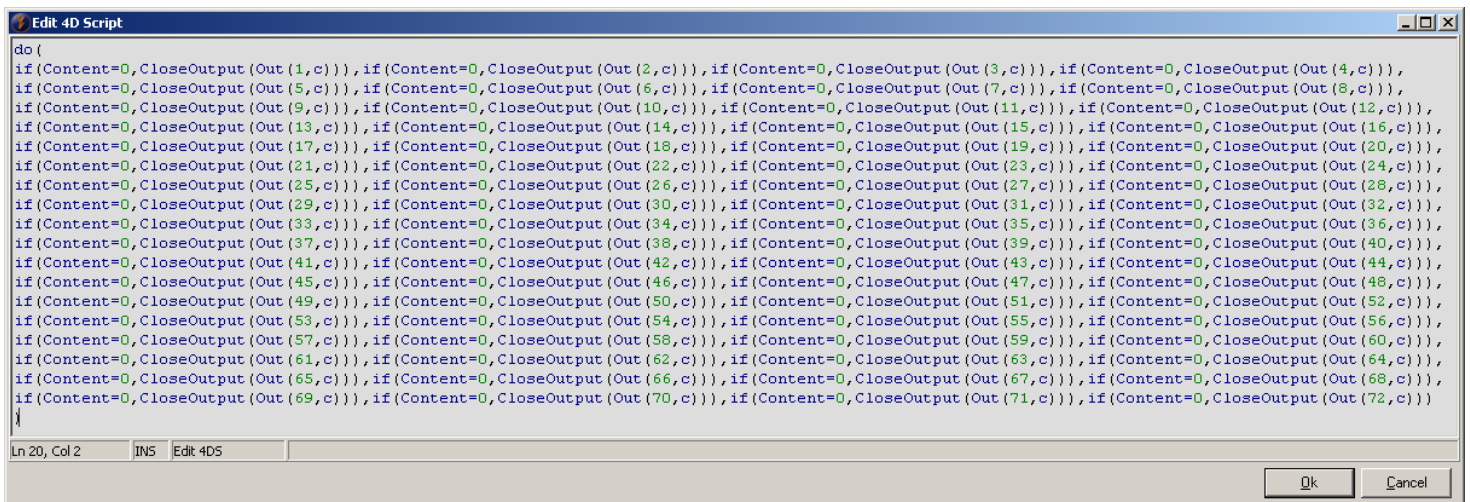 Edit 4D Script
do(
if(Content=0,CloseOutput(Out(1,c))),if(Content=0,CloseOutput(Out(2,c))),if(Content=0,CloseOutput(Out(3,c))),if(Content=0,CloseOutput(Out(4,c))),
if(Content=0,CloseOutput(Out(5,c))),if(Content=0,CloseOutput(Out(6,c))),if(Content=0,CloseOutput(Out(7,c))),if(Content=0,CloseOutput(Out(8,c))),
if(Content=0,CloseOutput(Out(9,c))),if(Content=0,CloseOutput(Out(10,c))),if(Content=0,CloseOutput(Out(11,c))),if(Content=0,CloseOutput(Out(12,c))),
if(Content=0,CloseOutput(Out(13,c))),if(Content=0,CloseOutput(Out(14,c))),if(Content=0,CloseOutput(Out(15,c))),if(Content=0,CloseOutput(Out(16,c))),
if(Content=0,CloseOutput(Out(17,c))),if(Content=0,CloseOutput(Out(18,c))),if(Content=0,CloseOutput(Out(19,c))),if(Content=0,CloseOutput(Out(20,c))),
if(Content=0,CloseOutput(Out(21,c))),if(Content=0,CloseOutput(Out(22,c))),if(Content=0,CloseOutput(Out(23,c))),if(Content=0,CloseOutput(Out(24,c))),
if(Content=0,CloseOutput(Out(25,c))),if(Content=0,CloseOutput(Out(26,c))),if(Content=0,CloseOutput(Out(27,c))),if(Content=0,CloseOutput(Out(28,c))),
if(Content=0,CloseOutput(Out(29,c))),if(Content=0,CloseOutput(Out(30,c))),if(Content=0,CloseOutput(Out(31,c))),if(Content=0,CloseOutput(Out(32,c))),
if(Content=0,CloseOutput(Out(33,c))),if(Content=0,CloseOutput(Out(34,c))),if(Content=0,CloseOutput(Out(35,c))),if(Content=0,CloseOutput(Out(36,c))),
if(Content=0,CloseOutput(Out(37,c))),if(Content=0,CloseOutput(Out(38,c))),if(Content=0,CloseOutput(Out(39,c))),if(Content=0,CloseOutput(Out(40,c))),
if(Content=0,CloseOutput(Out(41,c))),if(Content=0,CloseOutput(Out(42,c))),if(Content=0,CloseOutput(Out(43,c))),if(Content=0,CloseOutput(Out(44,c))),
if(Content=0,CloseOutput(Out(45,c))),if(Content=0,CloseOutput(Out(46,c))),if(Content=0,CloseOutput(Out(47,c))),if(Content=0,CloseOutput(Out(48,c))),
if(Content=0,CloseOutput(Out(49,c))),if(Content=0,CloseOutput(Out(50,c))),if(Content=0,CloseOutput(Out(51,c))),if(Content=0,CloseOutput(Out(52,c))),
if(Content=0,CloseOutput(Out(53,c))),if(Content=0,CloseOutput(Out(54,c))),if(Content=0,CloseOutput(Out(55,c))),if(Content=0,CloseOutput(Out(56,c))),
if(Content=0,CloseOutput(Out(57,c))),if(Content=0,CloseOutput(Out(58,c))),if(Content=0,CloseOutput(Out(59,c))),if(Content=0,CloseOutput(Out(60,c))),
if(Content=0,CloseOutput(Out(61,c))),if(Content=0,CloseOutput(Out(62,c))),if(Content=0,CloseOutput(Out(63,c))),if(Content=0,CloseOutput(Out(64,c))),
if(Content=0,CloseOutput(Out(65,c))),if(Content=0,CloseOutput(Out(66,c))),if(Content=0,CloseOutput(Out(67,c))),if(Content=0,CloseOutput(Out(68,c))),
if(Content=0,CloseOutput(Out(69,c))),if(Content=0,CloseOutput(Out(70,c))),if(Content=0,CloseOutput(Out(71,c))),if(Content=0,CloseOutput(Out(72,c)))
)
Ln 20, Col 2 INS Edit 4DS
Ok Cancel